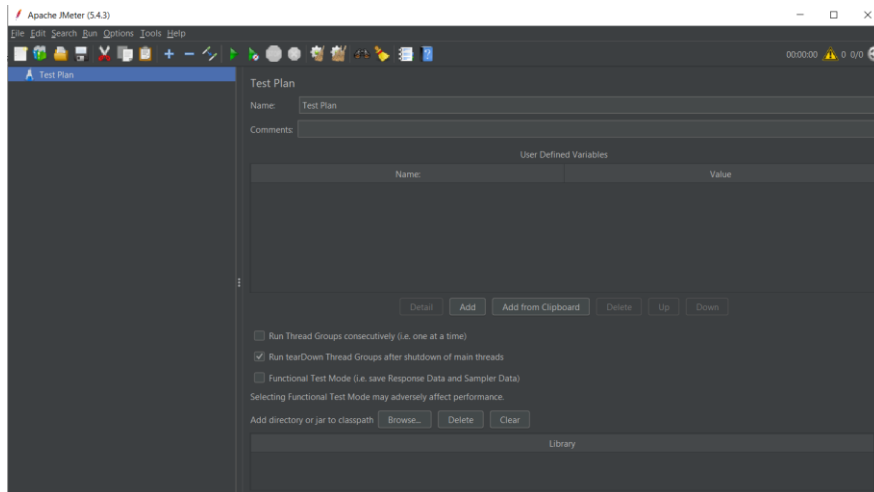 Apache JMeter (5.4.3)
File Edit Search Run Options Tools Help
00:00:00 0 0/0
Test Plan
Test Plan
Name: Test Plan
Comments:
User Defined Variables
Name: Value
Detail Add Add from Clipboard Delete Up Down
Run Thread Groups consecutively (i.e. one at a time)
Run tearDown Thread Groups after shutdown of main threads
Functional Test Mode (i.e. save Response Data and Sampler Data)
Selecting Functional Test Mode may adversely affect performance.
Add directory or jar to classpath Browse... Delete Clear
Library